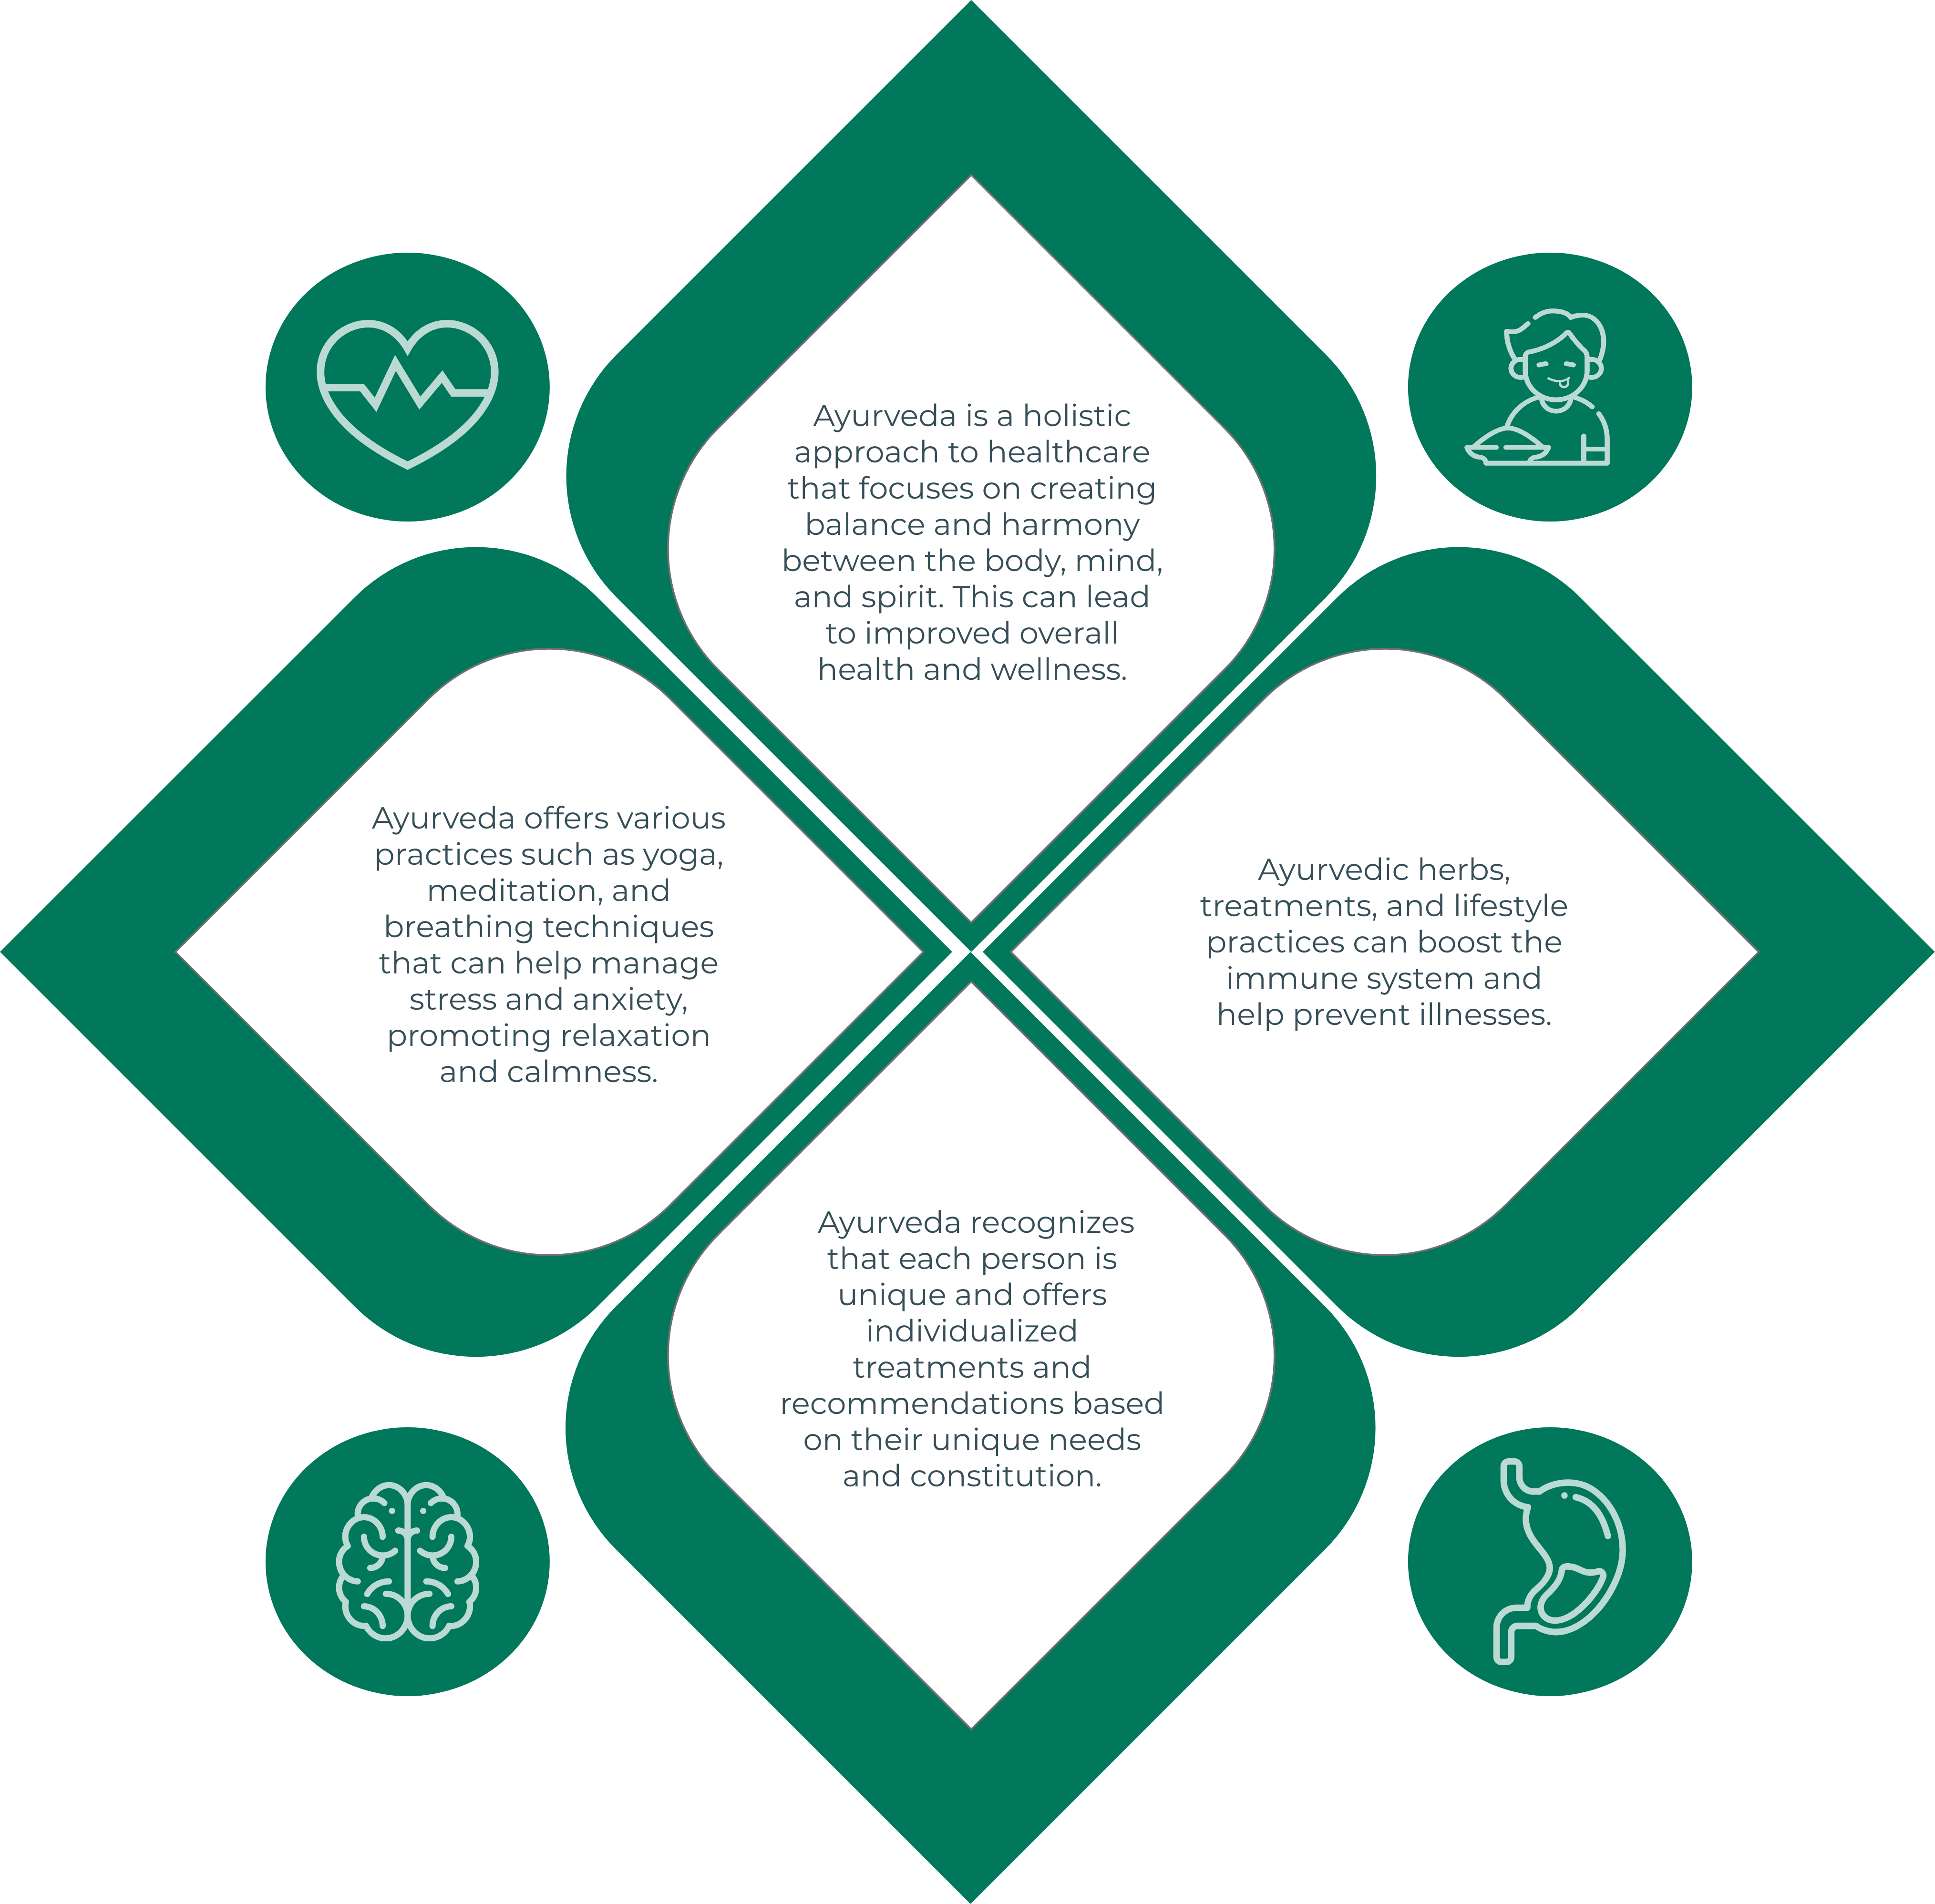 Ayurveda is a holistic
approach to healthcare
that focuses on creating
balance and harmony
between the body, mind,
and spirit. This can lead
to improved overall
health and wellness.
Ayurveda offers various
practices such as yoga,
meditation, and
breathing techniques
that can help manage
stress and anxiety,
promoting relaxation
and calmness.
Ayurvedic herbs,
treatments, and lifestyle
practices can boost the
immune system and
help prevent illnesses.
Ayurveda recognizes
that each person is
unique and offers
individualized
treatments and
recommendations based
on their unique needs
and constitution.